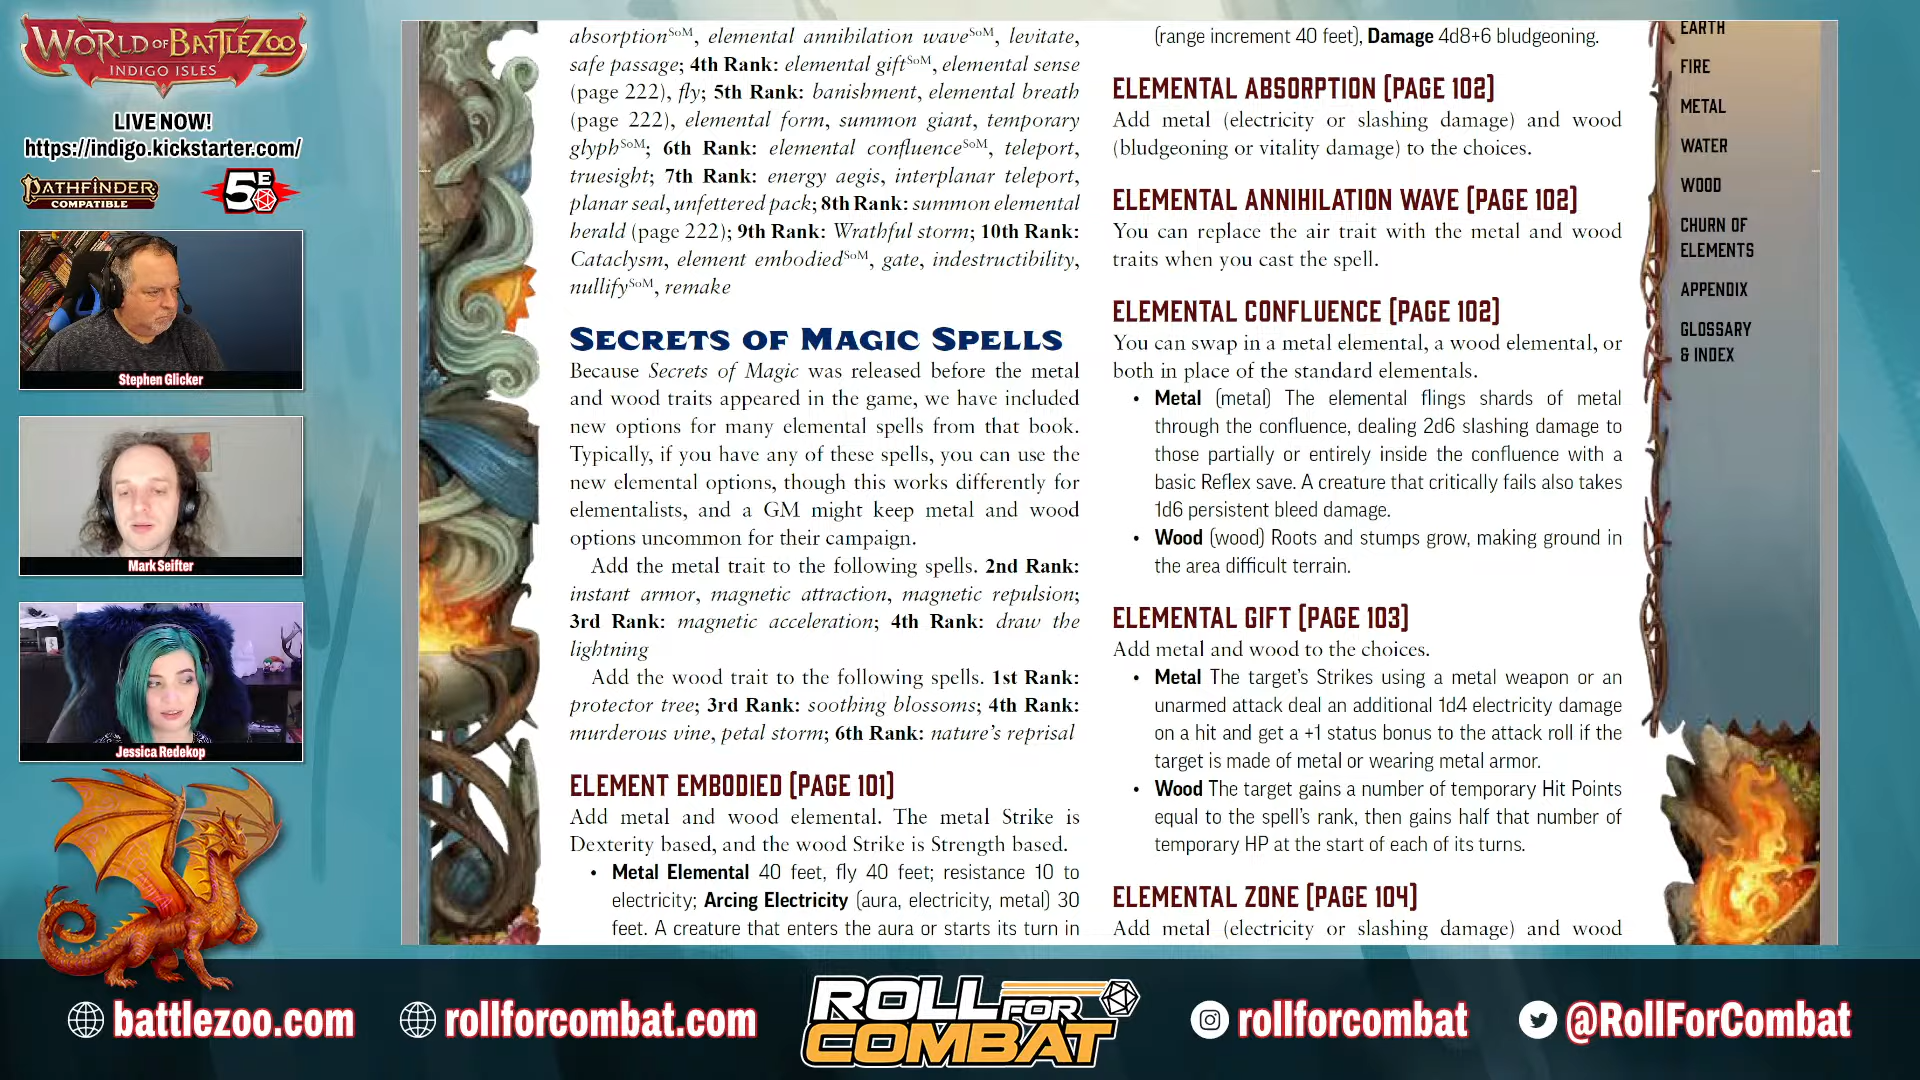 WORLD OF BATTLEZOO
INDIGO ISLES
LIVE NOW!
https://indigo.kickstarter.com/
PATHFINDER
COMPATIBLE
5E
Stephen Glicker
Mark Seifter
Jessica Redekop
absorptionSoM, elemental annihilation waveSoM, levitate,
safe passage; 4th Rank: elemental giftSoM, elemental sense
(page 222), fly; 5th Rank: banishment, elemental breath
(page 222), elemental form, summon giant, temporary
glyphSoM; 6th Rank: elemental confluenceSoM, teleport,
truesight; 7th Rank: energy aegis, interplanar teleport,
planar seal, unfettered pack; 8th Rank: summon elemental
herald (page 222); 9th Rank: Wrathful storm; 10th Rank:
Cataclysm, element embodiedSoM, gate, indestructibility,
nullifySoM, remake
SECRETS OF MAGIC SPELLS
Because Secrets of Magic was released before the metal
and wood traits appeared in the game, we have included
new options for many elemental spells from that book.
Typically, if you have any of these spells, you can use the
new elemental options, though this works differently for
elementalists, and a GM might keep metal and wood
options uncommon for their campaign.
Add the metal trait to the following spells. 2nd Rank:
instant armor, magnetic attraction, magnetic repulsion;
3rd Rank: magnetic acceleration; 4th Rank: draw the
lightning
Add the wood trait to the following spells. 1st Rank:
protector tree; 3rd Rank: soothing blossoms; 4th Rank:
murderous vine, petal storm; 6th Rank: nature's reprisal
ELEMENT EMBODIED [PAGE 101]
Add metal and wood elemental. The metal Strike is
Dexterity based, and the wood Strike is Strength based.
• Metal Elemental 40 feet, fly 40 feet; resistance 10 to
electricity; Arcing Electricity (aura, electricity, metal) 30
feet. A creature that enters the aura or starts its turn in
(range increment 40 feet), Damage 4d8+6 bludgeoning.
ELEMENTAL ABSORPTION [PAGE 102]
Add metal (electricity or slashing damage) and wood
(bludgeoning or vitality damage) to the choices.
ELEMENTAL ANNIHILATION WAVE [PAGE 102]
You can replace the air trait with the metal and wood
traits when you cast the spell.
ELEMENTAL CONFLUENCE [PAGE 102]
You can swap in a metal elemental, a wood elemental, or
both in place of the standard elementals.
• Metal (metal) The elemental flings shards of metal
through the confluence, dealing 2d6 slashing damage to
those partially or entirely inside the confluence with a
basic Reflex save. A creature that critically fails also takes
1d6 persistent bleed damage.
• Wood (wood) Roots and stumps grow, making ground in
the area difficult terrain.
ELEMENTAL GIFT [PAGE 103]
Add metal and wood to the choices.
• Metal The target's Strikes using a metal weapon or an
unarmed attack deal an additional 1d4 electricity damage
on a hit and get a +1 status bonus to the attack roll if the
target is made of metal or wearing metal armor.
• Wood The target gains a number of temporary Hit Points
equal to the spell's rank, then gains half that number of
temporary HP at the start of each of its turns.
ELEMENTAL ZONE [PAGE 104]
Add metal (electricity or slashing damage) and wood
EARTH
FIRE
METAL
WATER
WOOD
CHURN OF
ELEMENTS
APPENDIX
GLOSSARY
& INDEX
battlezoo.com
rollforcombat.com
ROLL FOR
COMBAT
rollforcombat
@RollForCombat